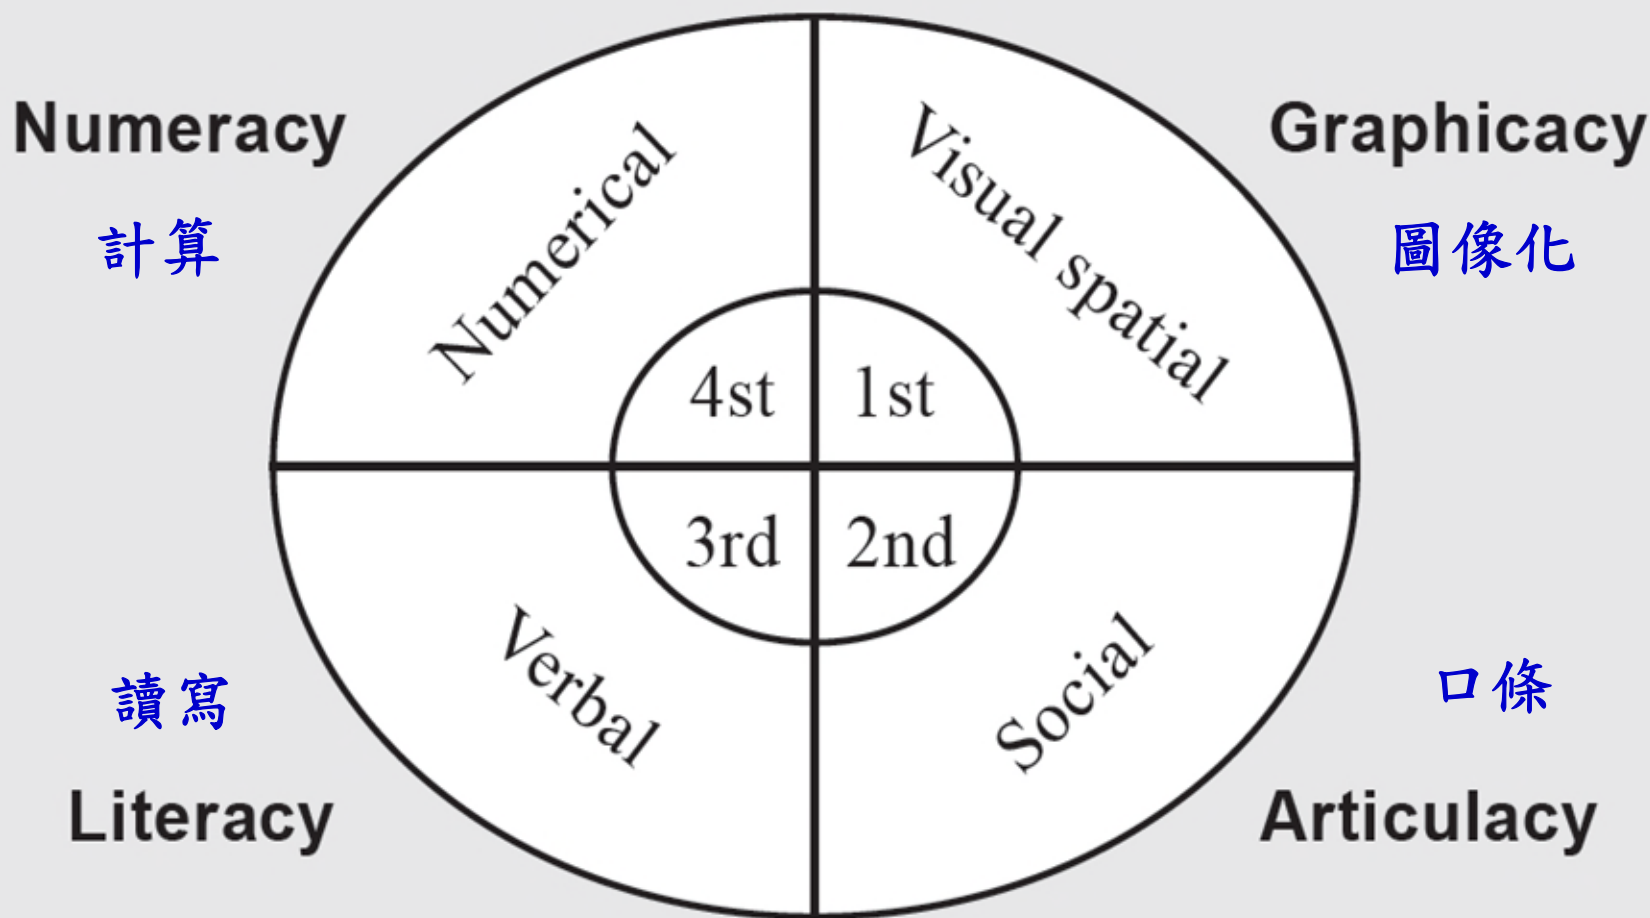 Numeracy
計算
Numerical
Visual spatial
Graphicacy
圖像化
4st
1st
3rd
2nd
Verbal
Social
讀寫
Literacy
口條
Articulacy